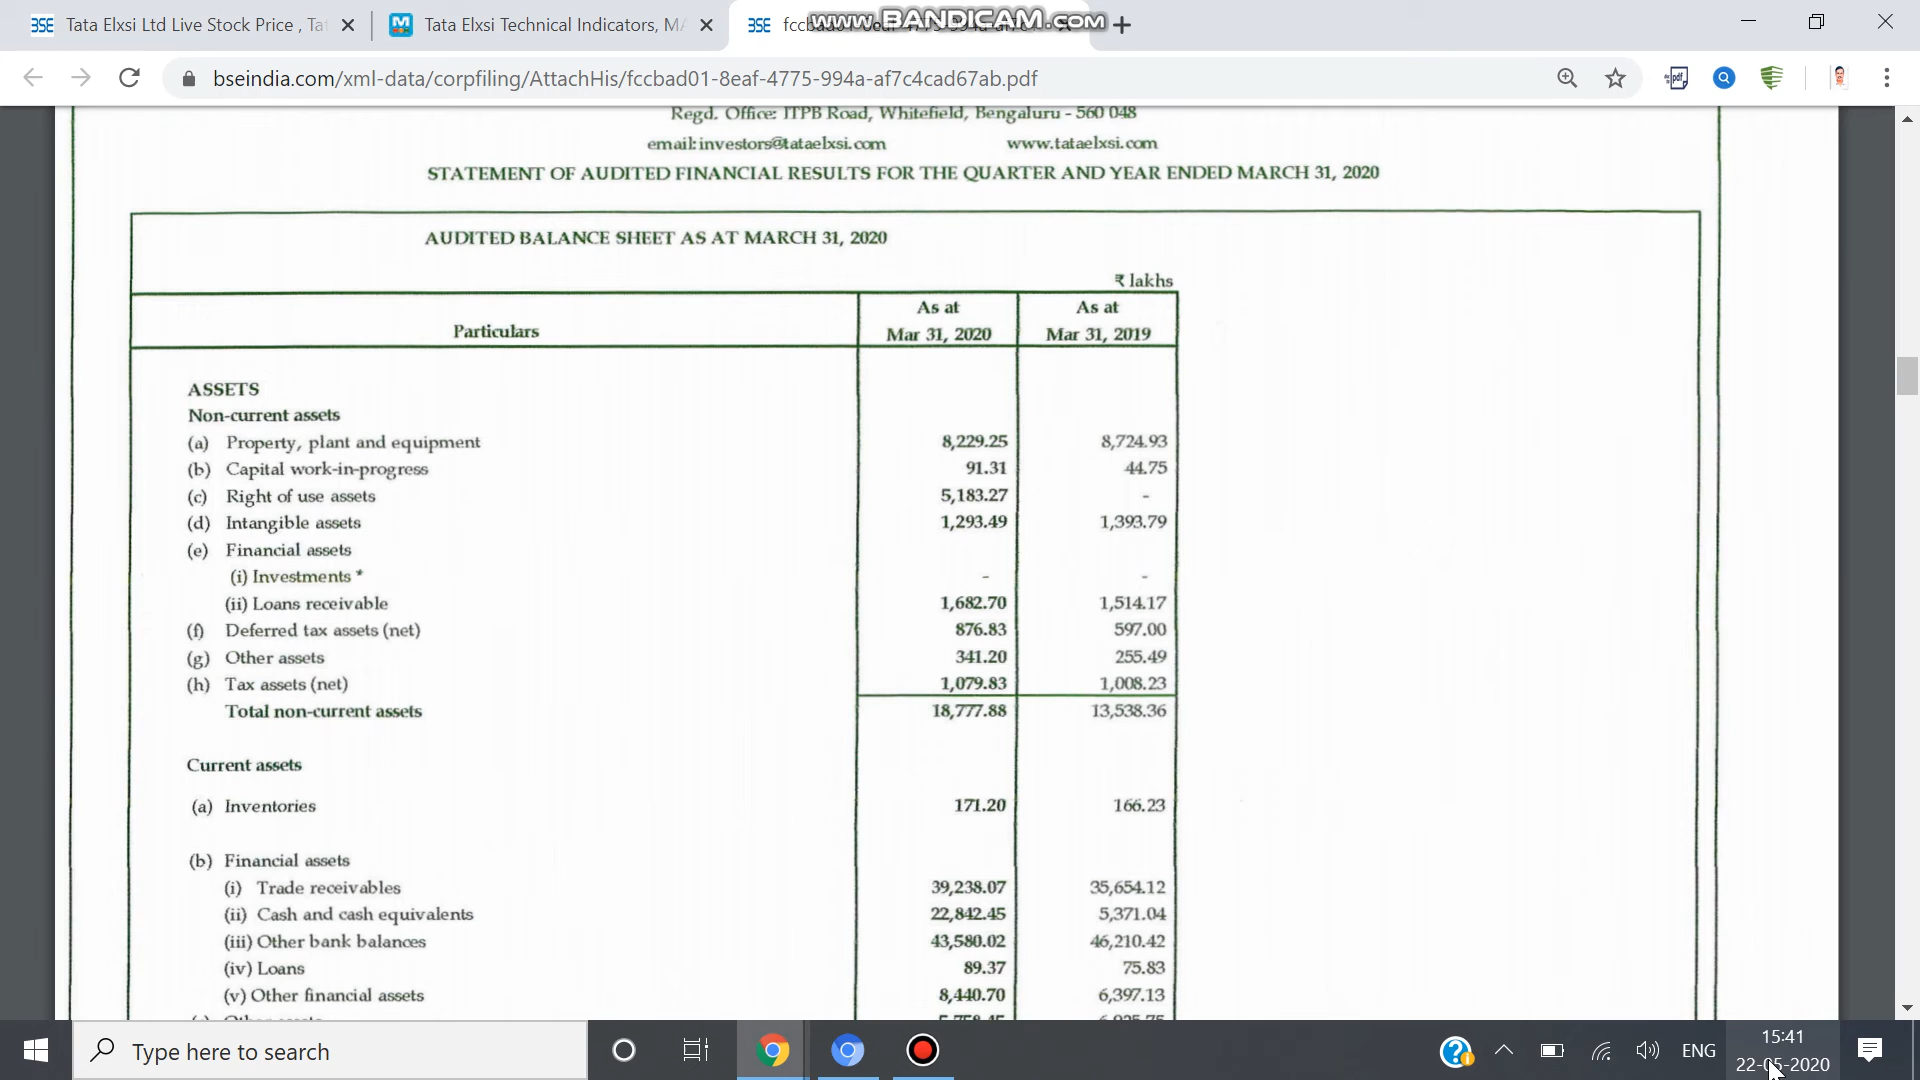 Tata Elxsi Ltd Live Stock Price , Tat
Tata Elxsi Technical Indicators, MA
www.BANDICAM.com
bseindia.com/xml-data/corpfiling/AttachHis/fccbad01-8eaf-4775-994a-af7c4cad67ab.pdf
Regd. Office: ITPB Road, Whitefield, Bengaluru - 560 048
email: investors@tataelxsi.com www.tataelxsi.com
STATEMENT OF AUDITED FINANCIAL RESULTS FOR THE QUARTER AND YEAR ENDED MARCH 31, 2020
AUDITED BALANCE SHEET AS AT MARCH 31, 2020
₹ lakhs
Particulars As at Mar 31, 2020 As at Mar 31, 2019
ASSETS
Non-current assets
(a) Property, plant and equipment 8,229.25 8,724.93
(b) Capital work-in-progress 91.31 44.75
(c) Right of use assets 5,183.27 -
(d) Intangible assets 1,293.49 1,393.79
(e) Financial assets
(i) Investments * - -
(ii) Loans receivable 1,682.70 1,514.17
(f) Deferred tax assets (net) 876.83 597.00
(g) Other assets 341.20 255.49
(h) Tax assets (net) 1,079.83 1,008.23
Total non-current assets 18,777.88 13,538.36
Current assets
(a) Inventories 171.20 166.23
(b) Financial assets
(i) Trade receivables 39,238.07 35,654.12
(ii) Cash and cash equivalents 22,842.45 5,371.04
(iii) Other bank balances 43,580.02 46,210.42
(iv) Loans 89.37 75.83
(v) Other financial assets 8,440.70 6,397.13
Type here to search
ENG
15:41
22-05-2020